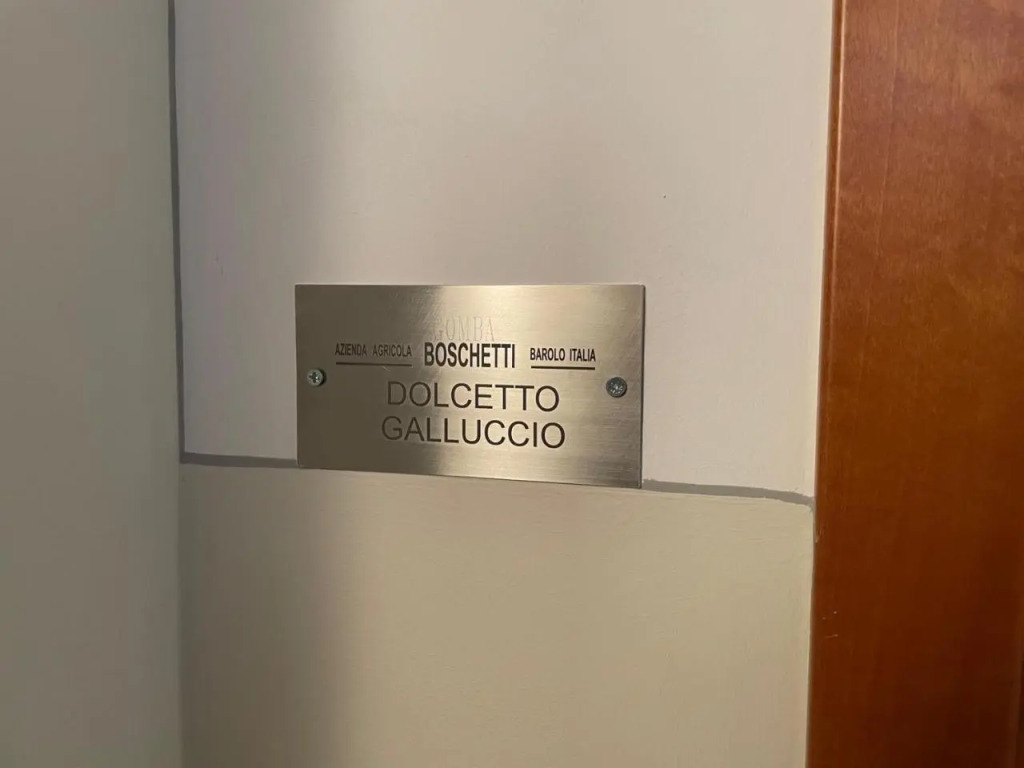 GOMBA
AZIENDA AGRICOLA BOSCHETTI BAROLO ITALIA
DOLCETTO
GALLUCCIO